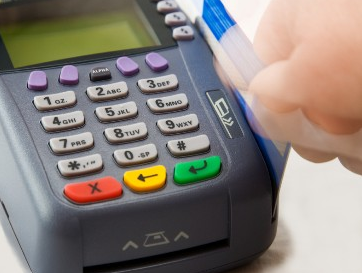 ALPHA
1 QZ. 2 ABC 3 DEF
4 GHI 5 JKL 6 MNO
7 PRS 8 TUV 9 WXY
*,'" 0 -SP #
X